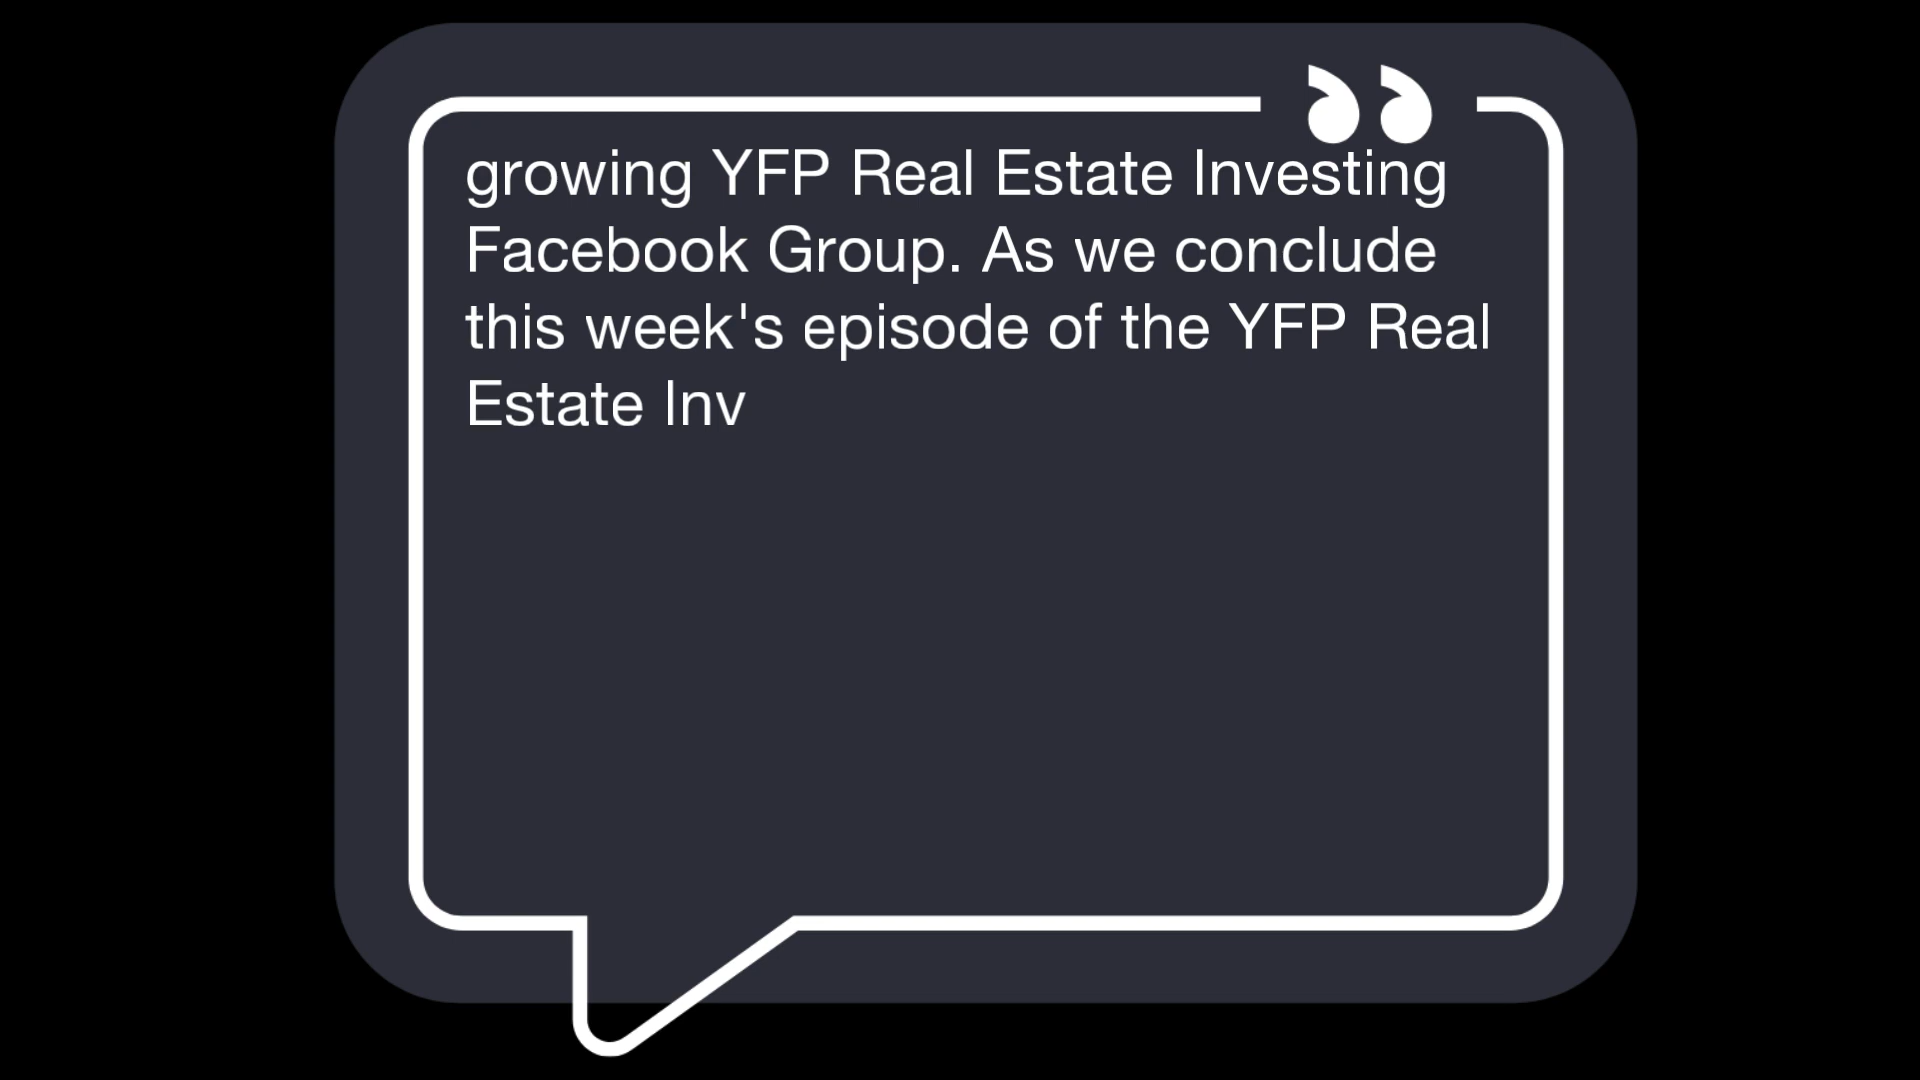 growing YFP Real Estate Investing
Facebook Group. As we conclude
this week's episode of the YFP Real
Estate Inv